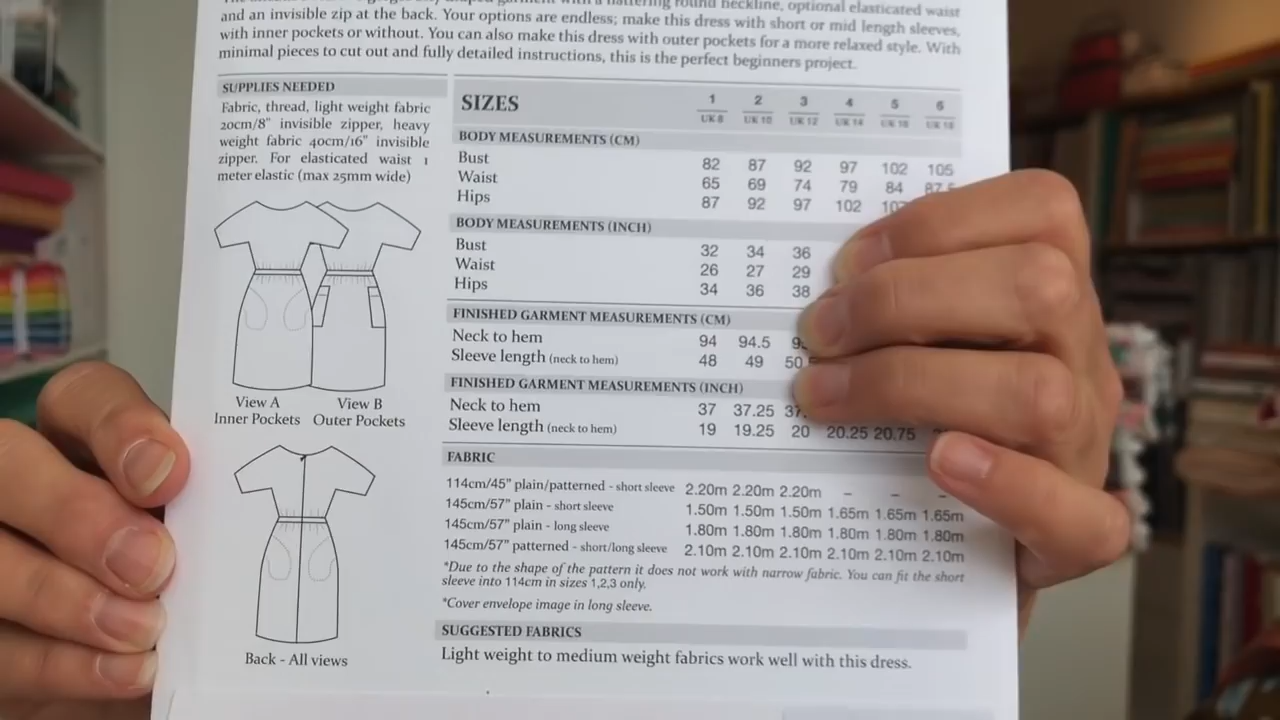 and an invisible zip at the back. Your options are endless; make this dress with short or mid length sleeves,
with inner pockets or without. You can also make this dress with outer pockets for a more relaxed style. With
minimal pieces to cut out and fully detailed instructions, this is the perfect beginners project.
SUPPLIES NEEDED
Fabric, thread, light weight fabric
20cm/8" invisible zipper, heavy
weight fabric 40cm/16" invisible
zipper. For elasticated waist 1
meter elastic (max 25mm wide)
View A
Inner Pockets
View B
Outer Pockets
Back - All views
SIZES 1 2 3 4 5 6
UK 8 UK 10 UK 12 UK 14
BODY MEASUREMENTS (CM)
Bust 82 87 92 97 102 105
Waist 65 69 74 79 84
Hips 87 92 97 102
BODY MEASUREMENTS (INCH)
Bust 32 34 36
Waist 26 27 29
Hips 34 36 38
FINISHED GARMENT MEASUREMENTS (CM)
Neck to hem 94 94.5
Sleeve length (neck to hem) 48 49
FINISHED GARMENT MEASUREMENTS (INCH)
Neck to hem 37 37.25
Sleeve length (neck to hem) 19 19.25 20 20.25 20.75
FABRIC
114cm/45" plain/patterned - short sleeve 2.20m 2.20m 2.20m - - -
145cm/57" plain - short sleeve 1.50m 1.50m 1.50m 1.65m 1.65m 1.65m
145cm/57" plain - long sleeve 1.80m 1.80m 1.80m 1.80m 1.80m 1.80m
145cm/57" patterned - short/long sleeve 2.10m 2.10m 2.10m 2.10m 2.10m 2.10m
*Due to the shape of the pattern it does not work with narrow fabric. You can fit the short
sleeve into 114cm in sizes 1,2,3 only.
*Cover envelope image in long sleeve.
SUGGESTED FABRICS
Light weight to medium weight fabrics work well with this dress.